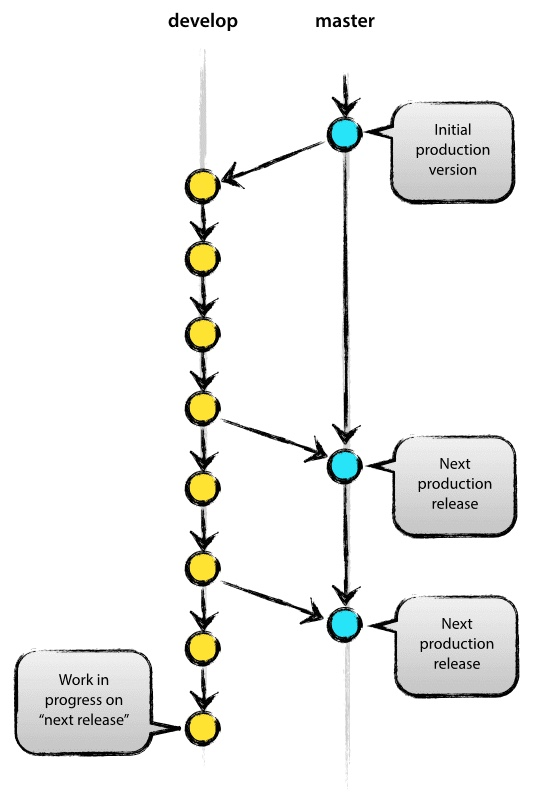 develop
master
Initial
production
version
Next
production
release
Next
production
release
Work in
progress on
“next release”